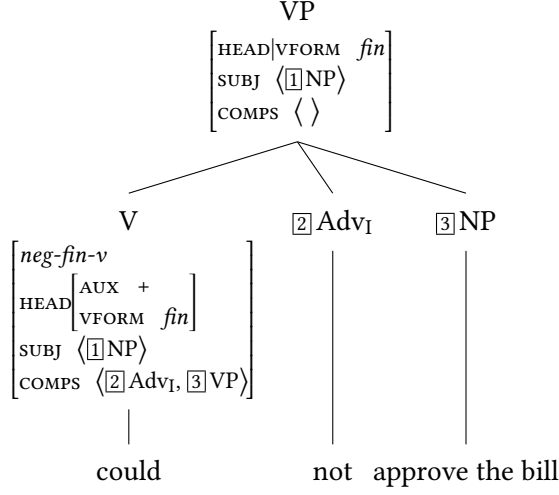 VP
HEAD|VFORM fin
SUBJ ⟨1 NP⟩
COMPS ⟨ ⟩
V 2 AdvI 3 NP
neg-fin-v
HEAD AUX +
VFORM fin
SUBJ ⟨1 NP⟩
COMPS ⟨2 AdvI, 3 VP⟩
could not approve the bill